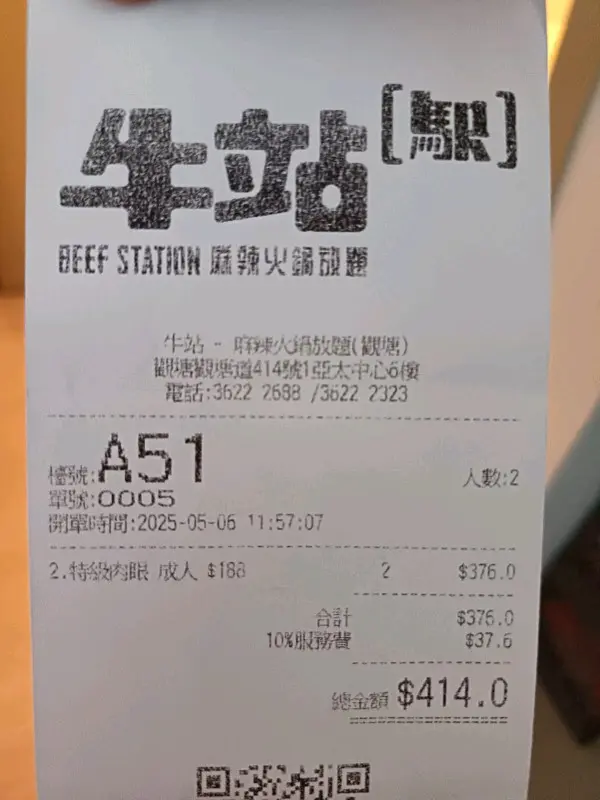 牛站[駅]
BEEF STATION 麻辣火鍋放題
牛站 - 麻辣火鍋放題(觀塘)
觀塘觀塘道414號1亞太中心6樓
電話:3622 2688 /3622 2323
檯號:A51
人數:2
單號:0005
開單時間:2025-05-06 11:57:07
2.特級肉眼 成人 $188 2 $376.0
合計 $376.0
10%服務費 $37.6
總金額 $414.0